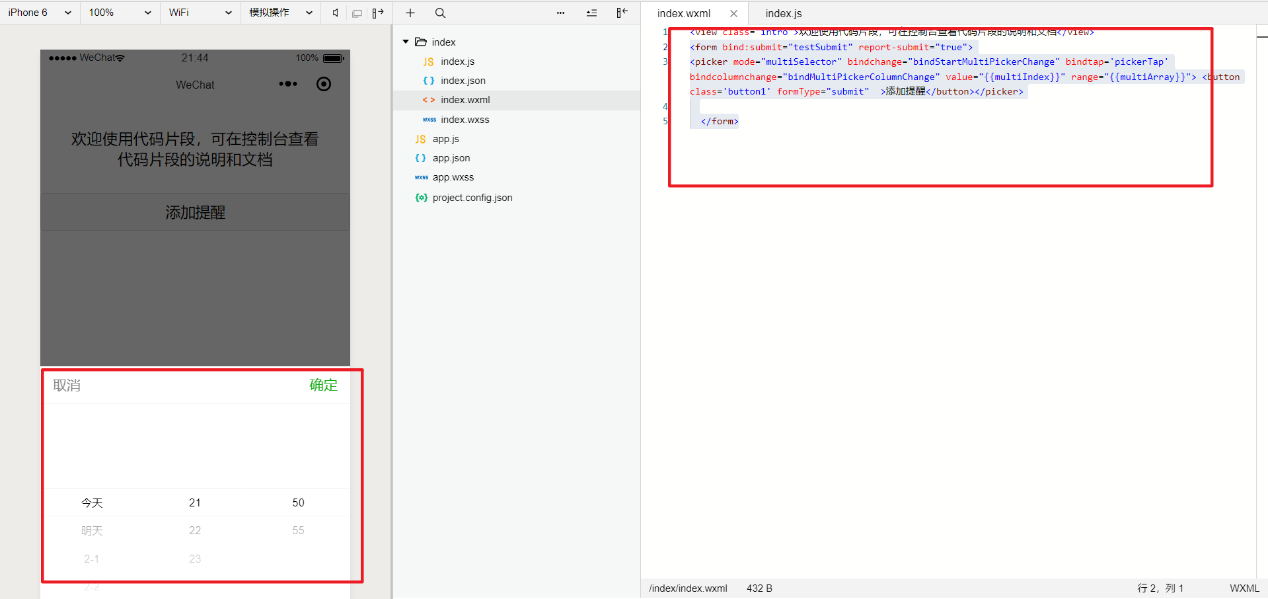 iPhone 6 100% WiFi 模拟操作
●●●●● WeChat 21:44 100%
WeChat
欢迎使用代码片段，可在控制台查看
代码片段的说明和文档
添加提醒
取消 确定
今天 21 50
明天 22 55
2-1 23
2-2
index
JS index.js
{ } index.json
< > index.wxml
wxss index.wxss
JS app.js
{ } app.json
wxss app.wxss
{o} project.config.json
index.wxml × index.js
1 <view class="intro">欢迎使用代码片段，可在控制台查看代码片段的说明和文档</view>
2 <form bind:submit="testSubmit" report-submit="true">
3 <picker mode="multiSelector" bindchange="bindStartMultiPickerChange" bindtap='pickerTap'
bindcolumnchange="bindMultiPickerColumnChange" value="{{multiIndex}}" range="{{multiArray}}"> <button
class='button1' formType="submit" >添加提醒</button></picker>
4
5 </form>
/index/index.wxml 432 B 行 2，列 1 WXML